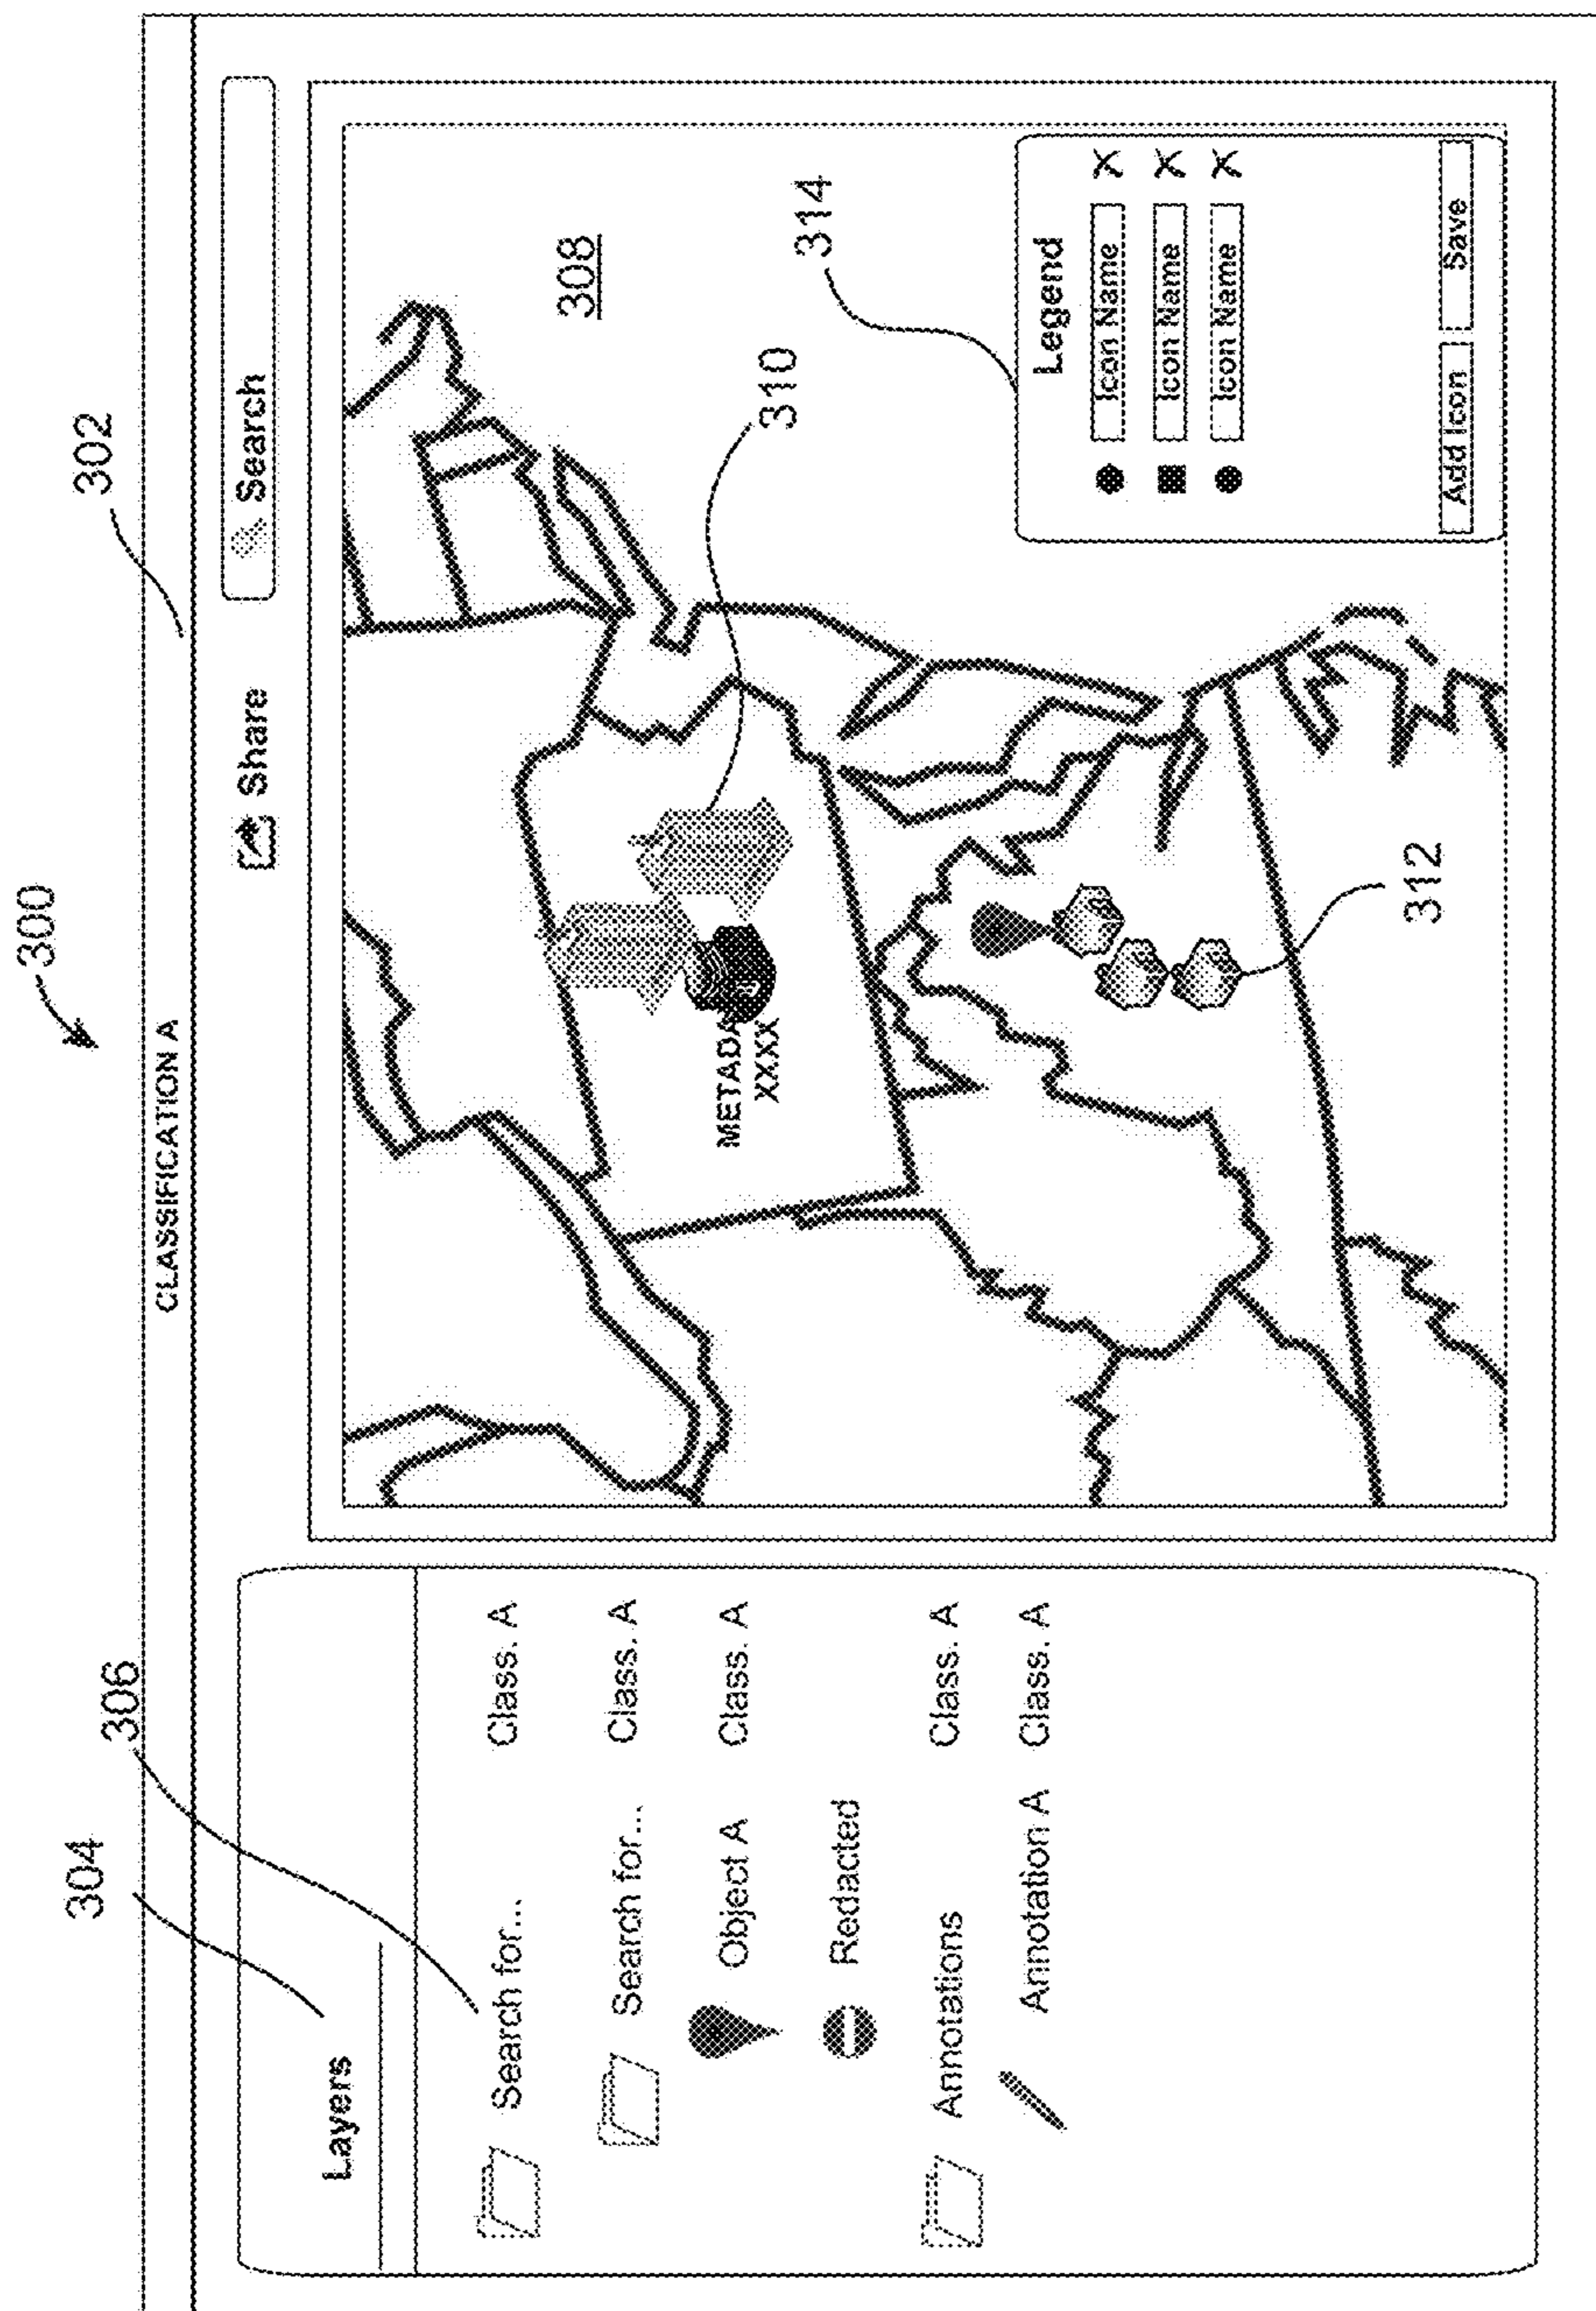 300
302
304
306
CLASSIFICATION A
Share
Search
Layers
Search for...
Class. A
Search for...
Class. A
Object A
Class. A
Redacted
Annotations
Class. A
Annotation A
Class. A
308
310
METADA
XXXX
312
314
Legend
Icon Name X
Icon Name X
Icon Name X
Add Icon
Save